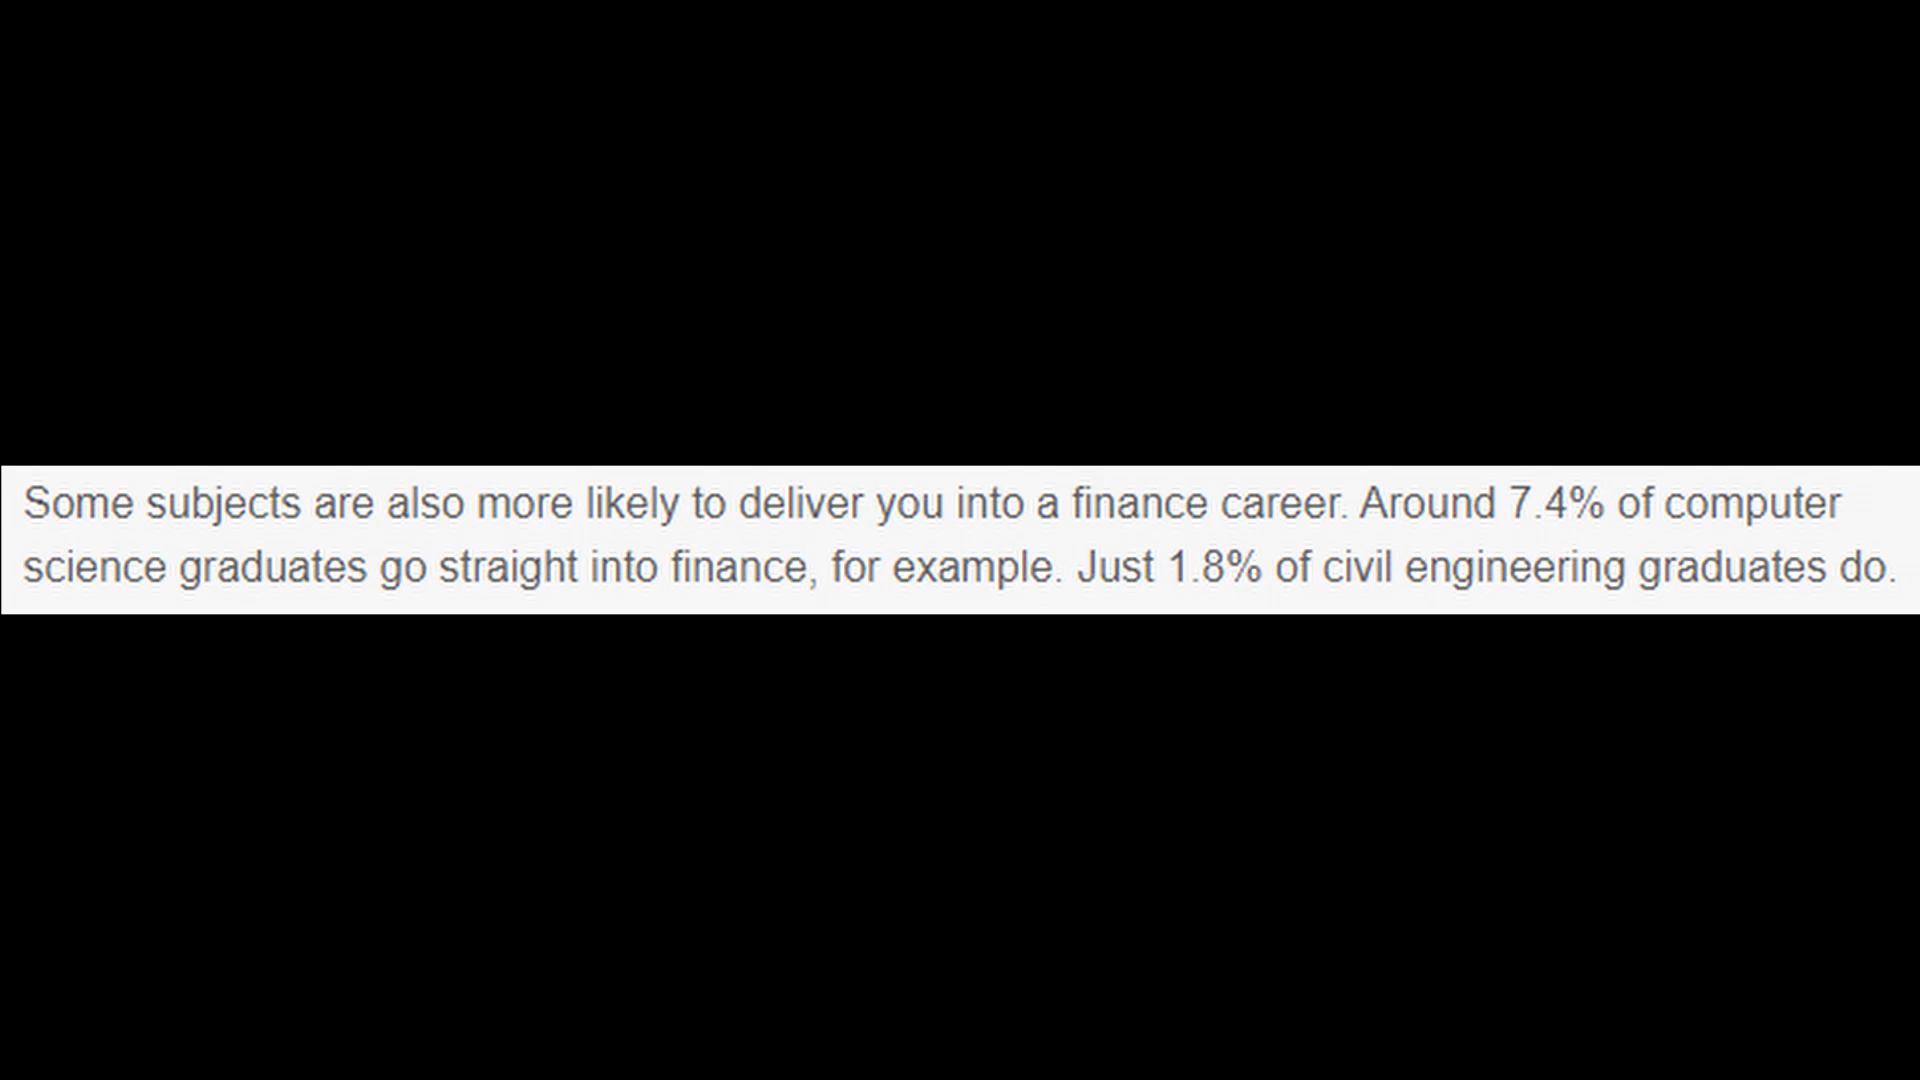 Some subjects are also more likely to deliver you into a finance career. Around 7.4% of computer
science graduates go straight into finance, for example. Just 1.8% of civil engineering graduates do.